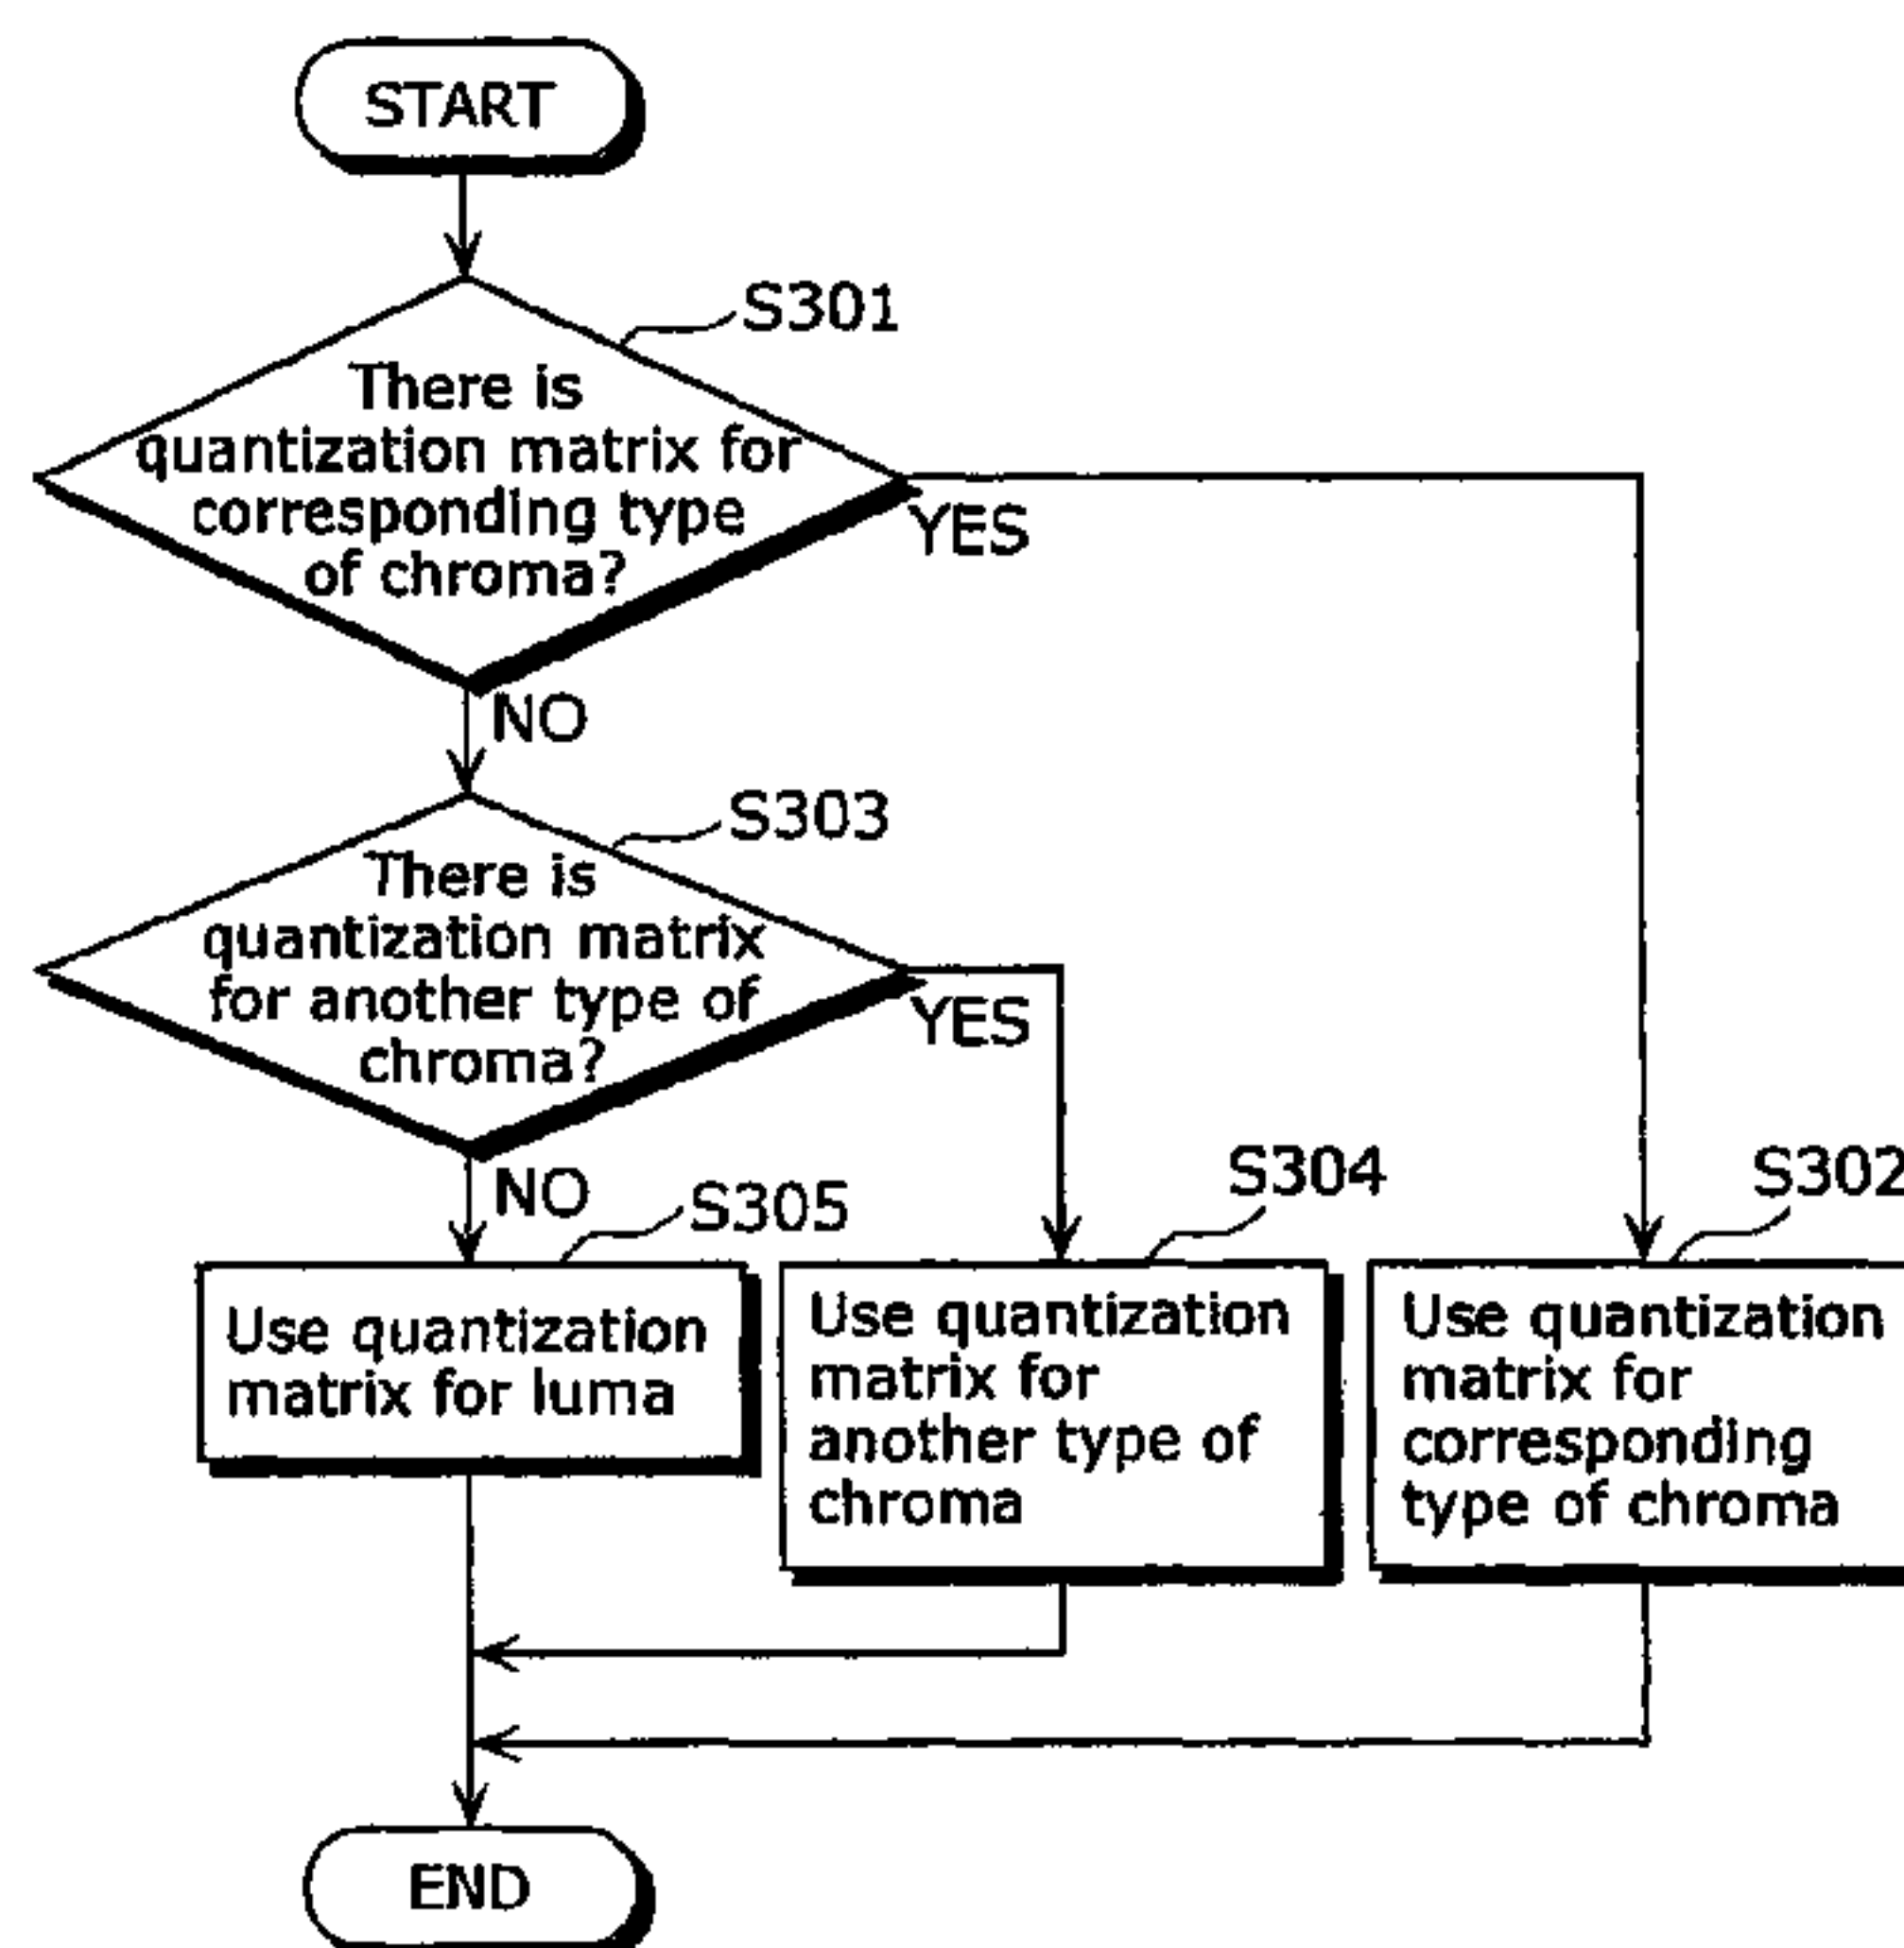 START
S301
There is
quantization matrix for
corresponding type
of chroma?
YES
NO
S303
There is
quantization matrix
for another type of
chroma?
YES
NO
S305
S304
S302
Use quantization
matrix for luma
Use quantization
matrix for
another type of
chroma
Use quantization
matrix for
corresponding
type of chroma
END